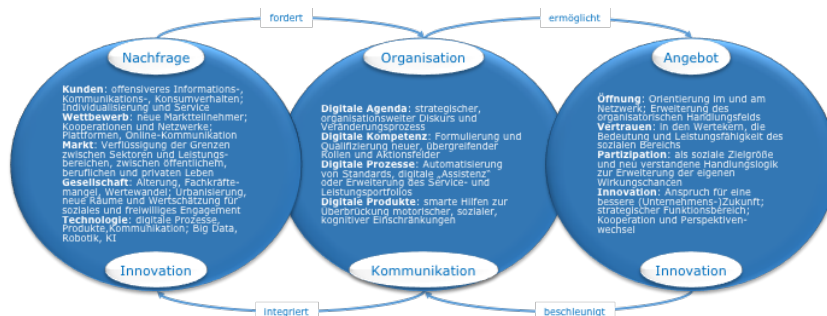 fordert
ermöglicht
Nachfrage
Kunden: offensiveres Informations-,
Kommunikations-, Konsumverhalten;
Individualisierung und Service
Wettbewerb: neue Marktteilnehmer;
Kooperationen und Netzwerke;
Plattformen, Online-Kommunikation
Markt: Verflüssigung der Grenzen
zwischen Sektoren und Leistungs-
bereichen, zwischen öffentlichem,
beruflichen und privaten Leben
Gesellschaft: Alterung, Fachkräfte-
mangel, Wertewandel; Urbanisierung,
neue Räume und Wertschätzung für
soziales und freiwilliges Engagement
Technologie: digitale Prozesse,
Produkte,Kommunikation; Big Data,
Robotik, KI
Innovation
Organisation
Digitale Agenda: strategischer,
organisationsweiter Diskurs und
Veränderungsprozess
Digitale Kompetenz: Formulierung und
Qualifizierung neuer, übergreifender
Rollen und Aktionsfelder
Digitale Prozesse: Automatisierung
von Standards, digitale „Assistenz"
oder Erweiterung des Service- und
Leistungsportfolios
Digitale Produkte: smarte Hilfen zur
Überbrückung motorischer, sozialer,
kognitiver Einschränkungen
Kommunikation
Angebot
Öffnung: Orientierung im und am
Netzwerk; Erweiterung des
organisatorischen Handlungsfelds
Vertrauen: in den Wertekern, die
Bedeutung und Leistungsfähigkeit des
sozialen Bereichs
Partizipation: als soziale Zielgröße
und neu verstandene Handlungslogik
zur Erweiterung der eigenen
Wirkungschancen
Innovation: Anspruch für eine
bessere (Unternehmens-)Zukunft;
strategischer Funktionsbereich;
Kooperation und Perspektiven-
wechsel
Innovation
integriert
beschleunigt